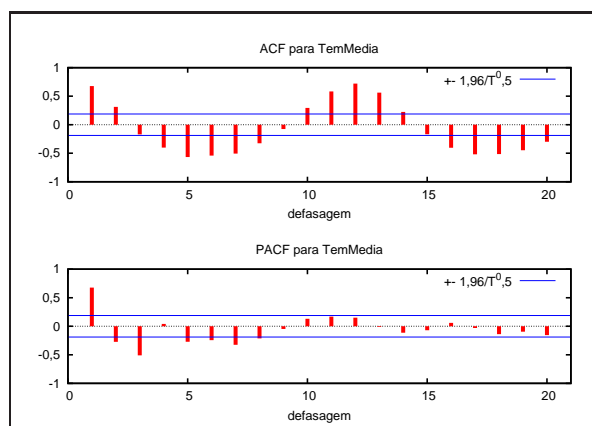 ACF para TemMedia
+- 1,96/T^0,5
1
0,5
0
-0,5
-1
0 5 10 15 20
defasagem
PACF para TemMedia
+- 1,96/T^0,5
1
0,5
0
-0,5
-1
0 5 10 15 20
defasagem